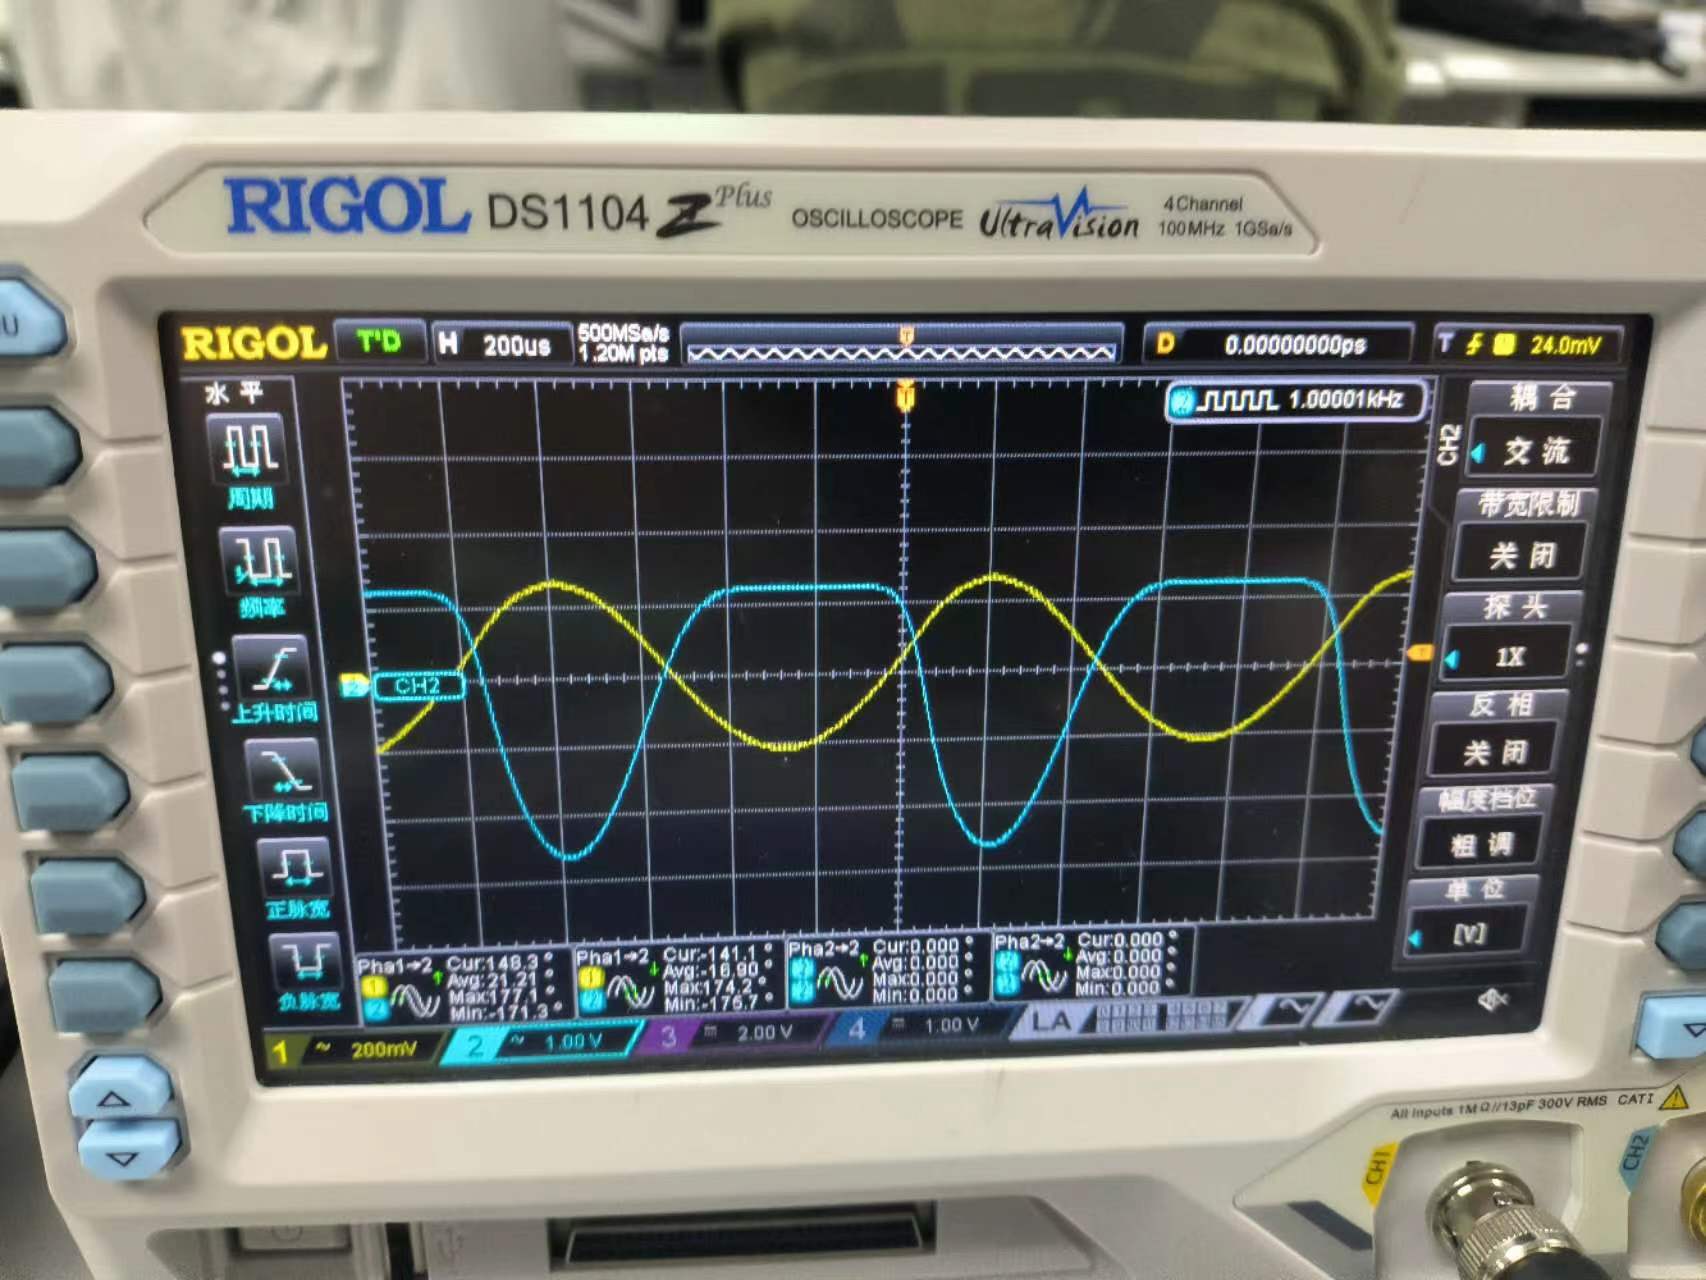 RIGOL DS1104 Z Plus OSCILLOSCOPE UltraVision 4 Channel
100MHz 1GSa/s
U
RIGOL T'D H 200us 500MSa/s
1.20M pts
T
D 0.00000000ps T 24.0mV
水平
周期
频率
上升时间
下降时间
正脉宽
负脉宽
T
2 1.00001kHz
CH2
T
CH2
耦合
交流
带宽限制
关闭
探头
1X
反相
关闭
幅度档位
粗调
单位
[V]
Pha1→2 Cur:148.3°
Avg:21.21°
Max:177.1°
Min:-171.3°
Pha1→2 Cur:-141.1°
Avg:-16.90°
Max:174.2°
Min:-175.7°
Pha2→2 Cur:0.000°
Avg:0.000°
Max:0.000°
Min:0.000°
Pha2→2 Cur:0.000°
Avg:0.000°
Max:0.000°
Min:0.000°
1 ~ 200mV
2 ~ 1.00 V
3 = 2.00 V
4 = 1.00 V
LA
All inputs 1MΩ//13pF 300V RMS CAT I
CH1
CH2